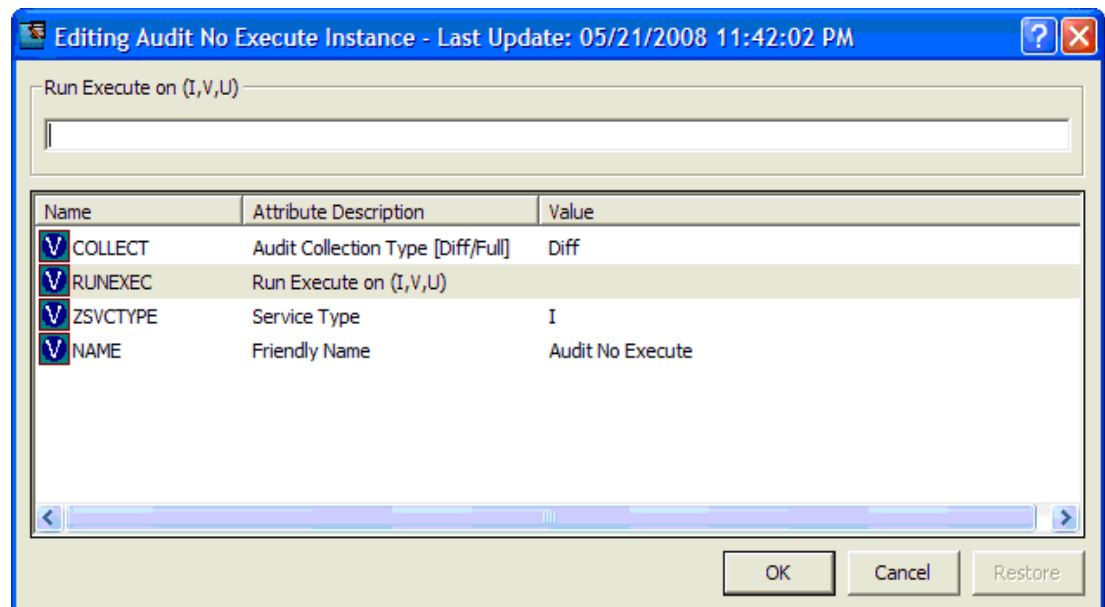 Editing Audit No Execute Instance - Last Update: 05/21/2008 11:42:02 PM
Run Execute on (I,V,U)
Name Attribute Description Value
V COLLECT Audit Collection Type [Diff/Full] Diff
V RUNEXEC Run Execute on (I,V,U)
V ZSVCTYPE Service Type I
V NAME Friendly Name Audit No Execute
OK Cancel Restore